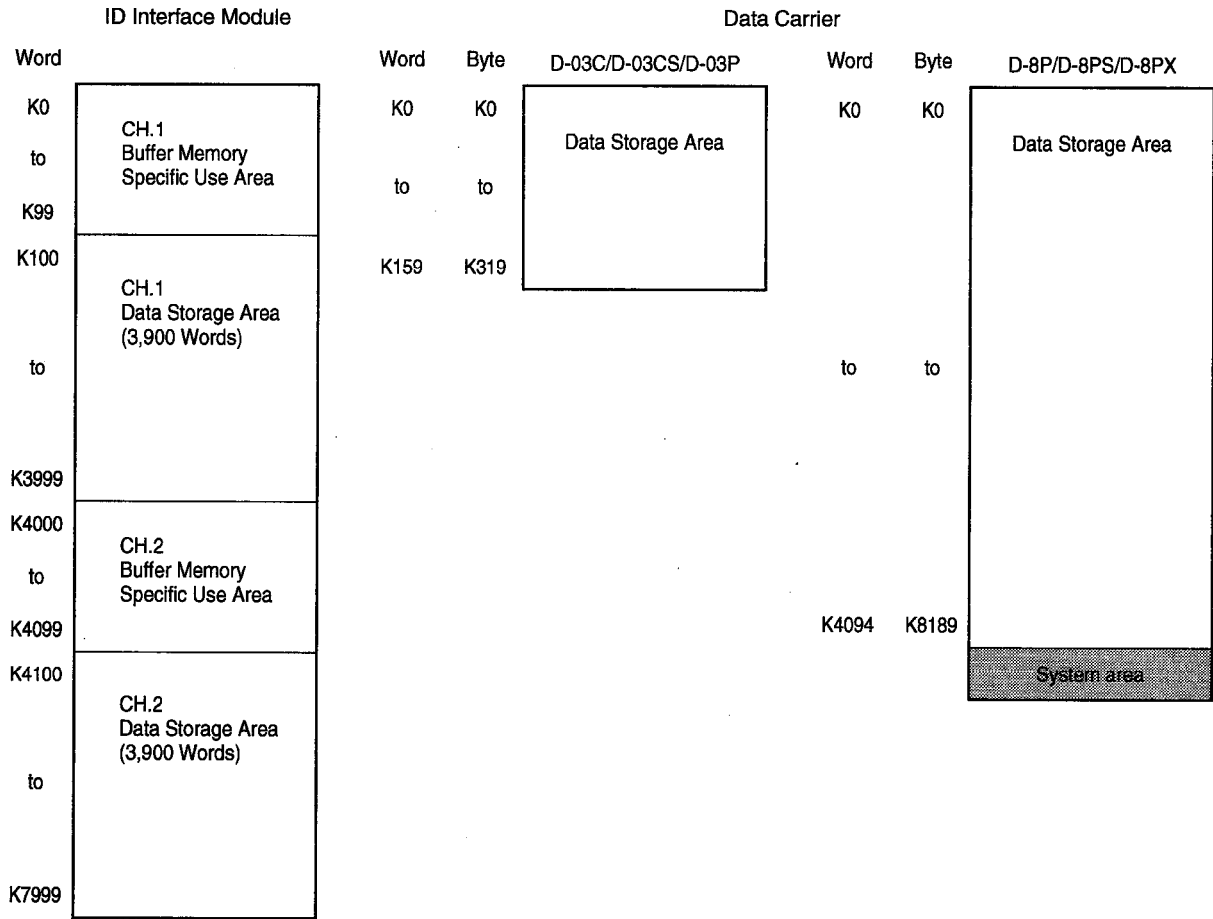 ID Interface Module
Word
K0
to
K99
CH.1
Buffer Memory
Specific Use Area
K100
to
K3999
CH.1
Data Storage Area
(3,900 Words)
K4000
to
K4099
CH.2
Buffer Memory
Specific Use Area
K4100
to
K7999
CH.2
Data Storage Area
(3,900 Words)
Data Carrier
Word Byte D-03C/D-03CS/D-03P
K0 K0
Data Storage Area
to to
K159 K319
Word Byte D-8P/D-8PS/D-8PX
K0 K0
Data Storage Area
to to
K4094 K8189
System area